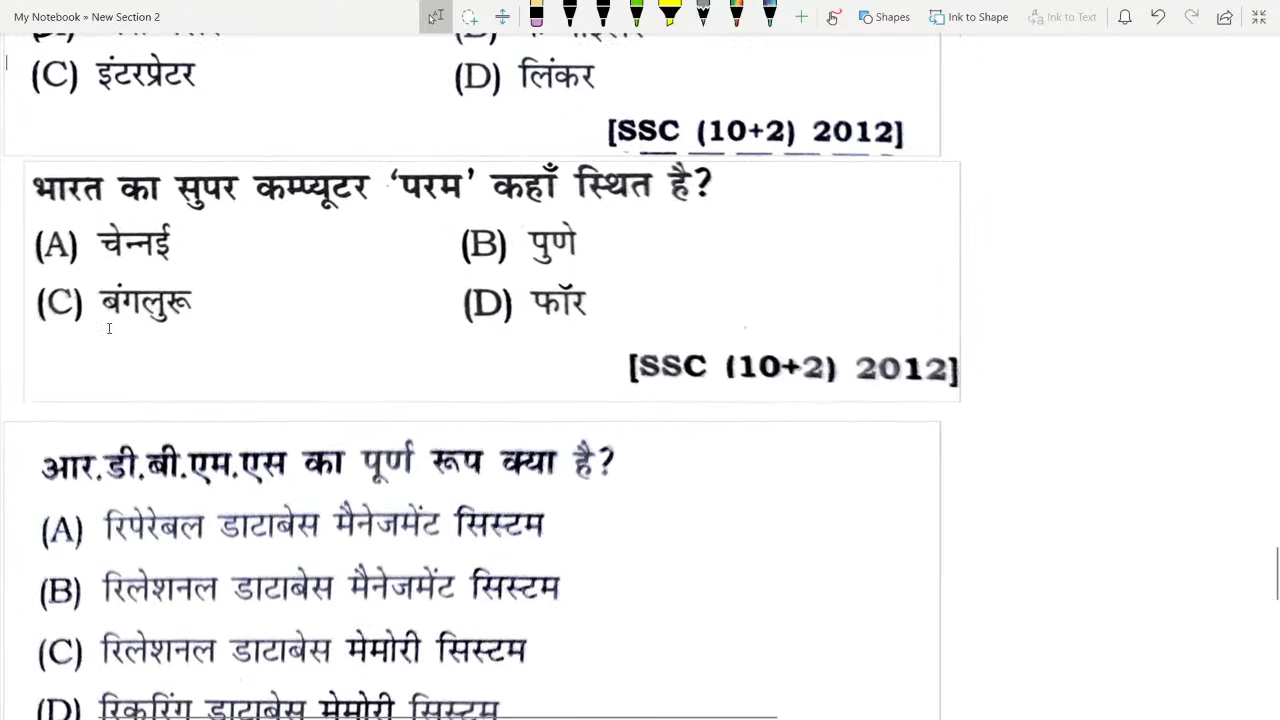 My Notebook » New Section 2
Shapes
Ink to Shape
Ink to Text
(C) इंटरप्रेटर (D) लिंकर
[SSC (10+2) 2012]
भारत का सुपर कम्प्यूटर ‘परम’ कहाँ स्थित है?
(A) चेन्नई (B) पुणे
(C) बंगलुरू (D) फॉर
[SSC (10+2) 2012]
आर.डी.बी.एम.एस का पूर्ण रूप क्या है?
(A) रिपेरेबल डाटाबेस मैनेजमेंट सिस्टम
(B) रिलेशनल डाटाबेस मैनेजमेंट सिस्टम
(C) रिलेशनल डाटाबेस मेमोरी सिस्टम
(D) रिकरिंग डाटाबेस मेमोरी सिस्टम